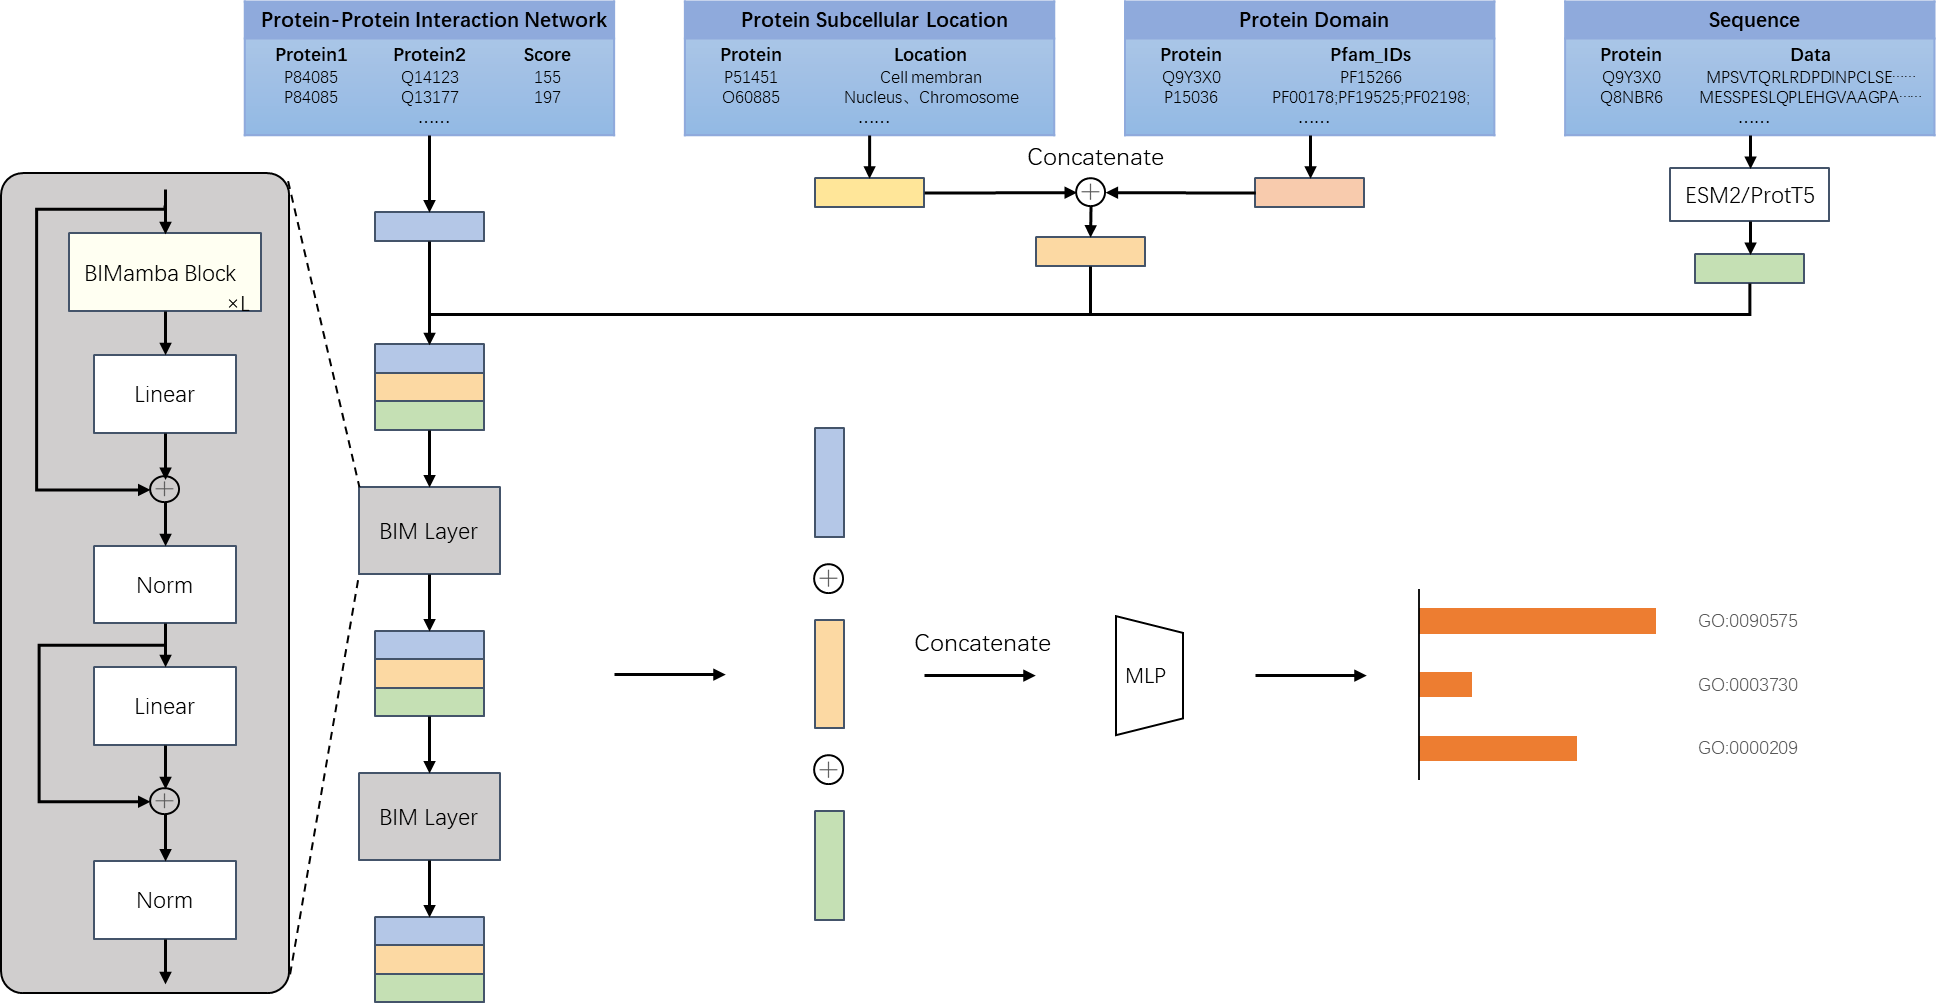 Protein-Protein Interaction Network
Protein1 Protein2 Score
P84085 Q14123 155
P84085 Q13177 197
……
Protein Subcellular Location
Protein Location
P51451 Cell membran
O60885 Nucleus、Chromosome
……
Protein Domain
Protein Pfam_IDs
Q9Y3X0 PF15266
P15036 PF00178;PF19525;PF02198;
……
Sequence
Protein Data
Q9Y3X0 MPSVTQRLRDPDINPCLSE……
Q8NBR6 MESSPESLQPLEHGVAAGPA……
……
Concatenate
ESM2/ProtT5
BIMamba Block
×L
Linear
Norm
Linear
Norm
BIM Layer
BIM Layer
Concatenate
MLP
GO:0090575
GO:0003730
GO:0000209